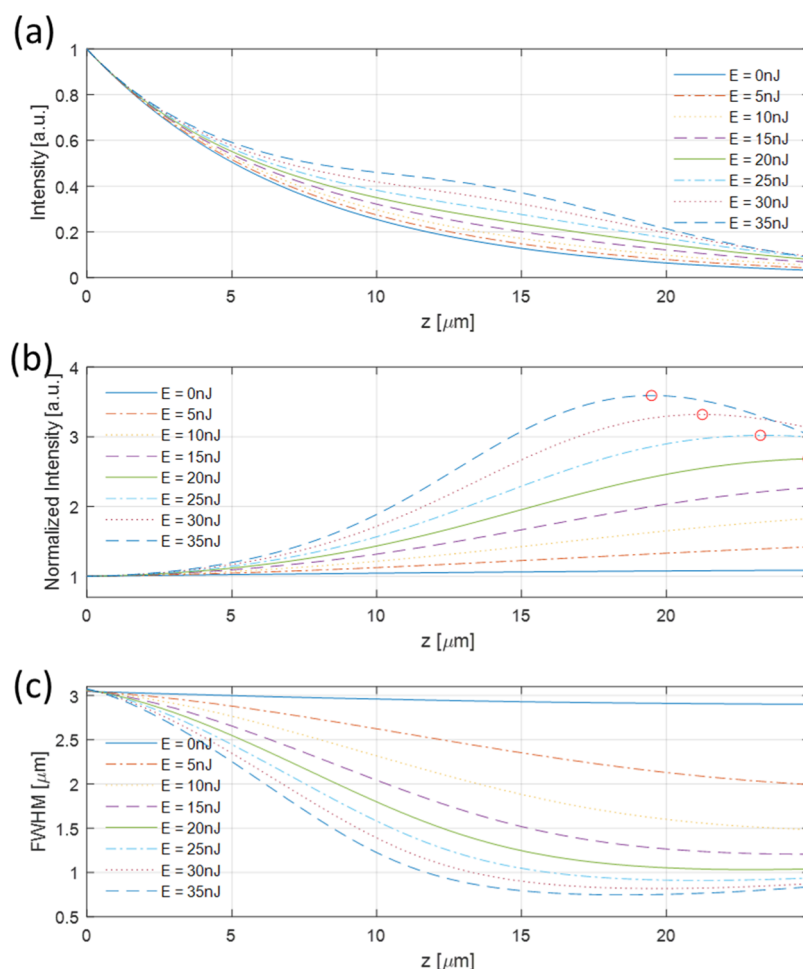 (a)
Intensity [a.u.]
1
0.8
0.6
0.4
0.2
0
0
5
10
15
20
z [μm]
E = 0nJ
E = 5nJ
E = 10nJ
E = 15nJ
E = 20nJ
E = 25nJ
E = 30nJ
E = 35nJ
(b)
Normalized Intensity [a.u.]
4
3
2
1
0
5
10
15
20
z [μm]
E = 0nJ
E = 5nJ
E = 10nJ
E = 15nJ
E = 20nJ
E = 25nJ
E = 30nJ
E = 35nJ
(c)
FWHM [μm]
3
2.5
2
1.5
1
0.5
0
5
10
15
20
z [μm]
E = 0nJ
E = 5nJ
E = 10nJ
E = 15nJ
E = 20nJ
E = 25nJ
E = 30nJ
E = 35nJ